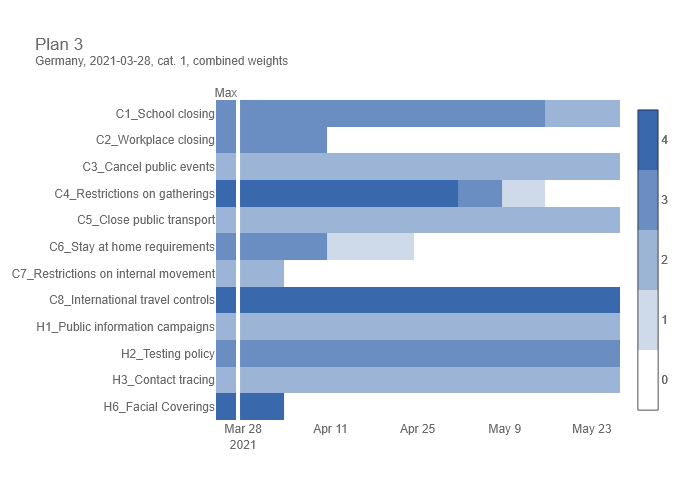 Plan 3
Germany, 2021-03-28, cat. 1, combined weights
Max
C1_School closing
C2_Workplace closing
C3_Cancel public events
C4_Restrictions on gatherings
C5_Close public transport
C6_Stay at home requirements
C7_Restrictions on internal movement
C8_International travel controls
H1_Public information campaigns
H2_Testing policy
H3_Contact tracing
H6_Facial Coverings
Mar 28 Apr 11 Apr 25 May 9 May 23
2021
4
3
2
1
0